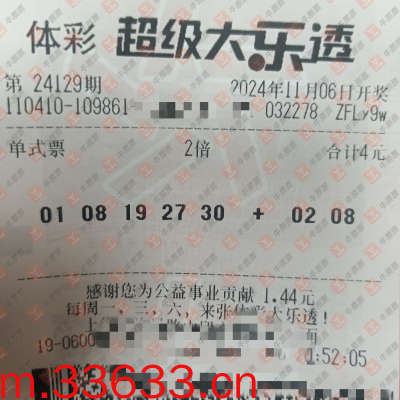 体彩 超级大乐透
第 24129期 2024年11月06日开奖
110410-109861- 032278 ZFLy9w
单式票 2倍 合计4元
01 08 19 27 30 + 02 08
感谢您为公益事业贡献 1.44元
每周一、三、六，来张体彩大乐透！
19-0600 1:52:05
m.33633.cn